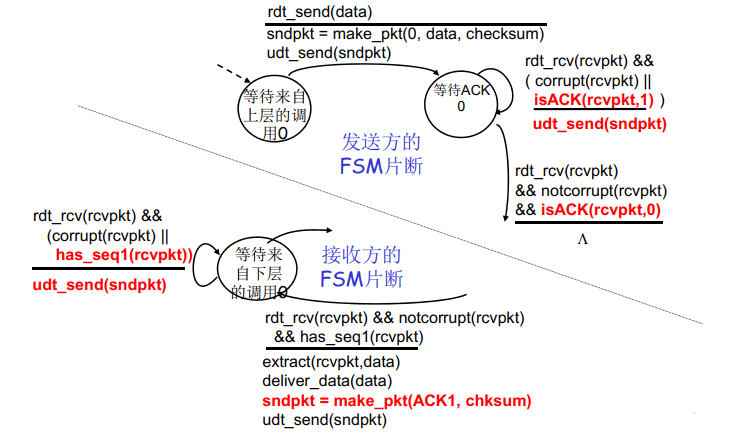 rdt_send(data)
sndpkt = make_pkt(0, data, checksum)
udt_send(sndpkt)
等待来自
上层的调
用0
等待ACK
0
rdt_rcv(rcvpkt) &&
( corrupt(rcvpkt) ||
isACK(rcvpkt,1) )
udt_send(sndpkt)
发送方的
FSM片断
rdt_rcv(rcvpkt)
&& notcorrupt(rcvpkt)
&& isACK(rcvpkt,0)
Λ
rdt_rcv(rcvpkt) &&
(corrupt(rcvpkt) ||
has_seq1(rcvpkt))
udt_send(sndpkt)
等待来
自下层
的调用0
接收方的
FSM片断
rdt_rcv(rcvpkt) && notcorrupt(rcvpkt)
&& has_seq1(rcvpkt)
extract(rcvpkt,data)
deliver_data(data)
sndpkt = make_pkt(ACK1, chksum)
udt_send(sndpkt)